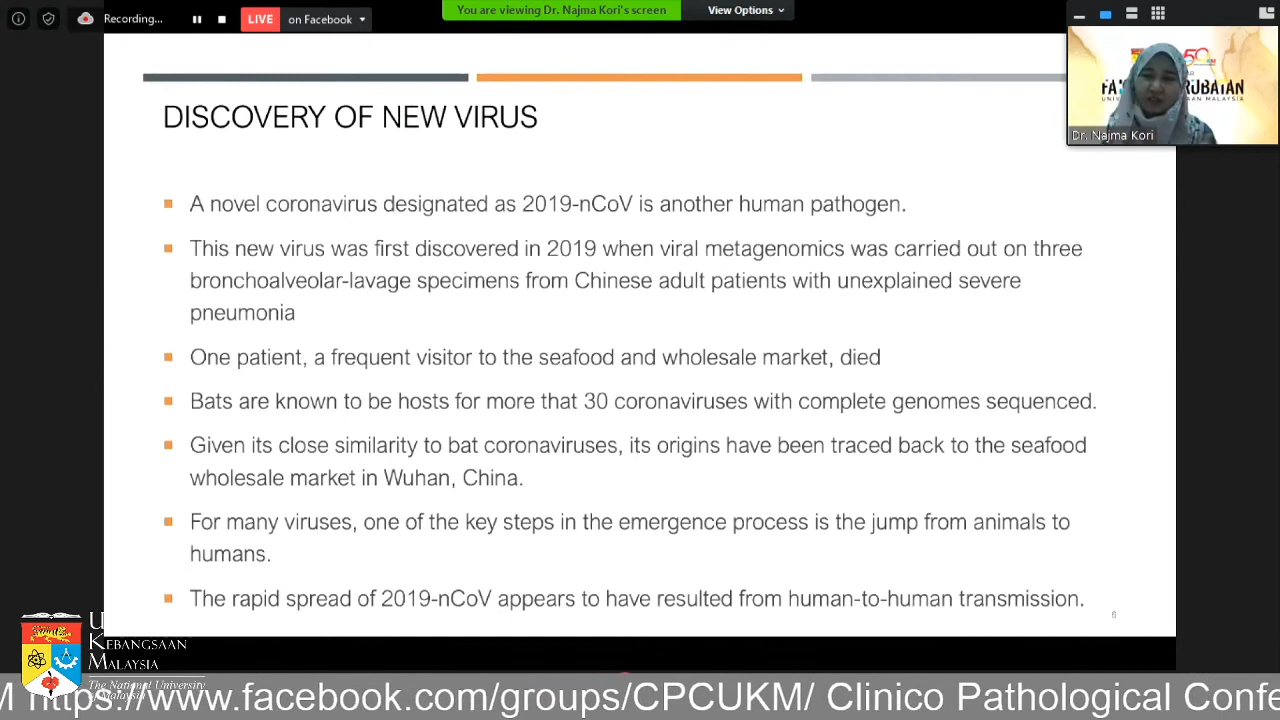 Recording...
LIVE on Facebook
You are viewing Dr. Najma Kori's screen
View Options
DISCOVERY OF NEW VIRUS
A novel coronavirus designated as 2019-nCoV is another human pathogen.
This new virus was first discovered in 2019 when viral metagenomics was carried out on three
bronchoalveolar-lavage specimens from Chinese adult patients with unexplained severe
pneumonia
One patient, a frequent visitor to the seafood and wholesale market, died
Bats are known to be hosts for more that 30 coronaviruses with complete genomes sequenced.
Given its close similarity to bat coronaviruses, its origins have been traced back to the seafood
wholesale market in Wuhan, China.
For many viruses, one of the key steps in the emergence process is the jump from animals to
humans.
The rapid spread of 2019-nCoV appears to have resulted from human-to-human transmission.
6
50
Dr. Najma Kori
KEBANGSAAN
MALAYSIA
The National University
of Malaysia
M https://www.facebook.com/groups/CPCUKM/ Clinico Pathological Confe